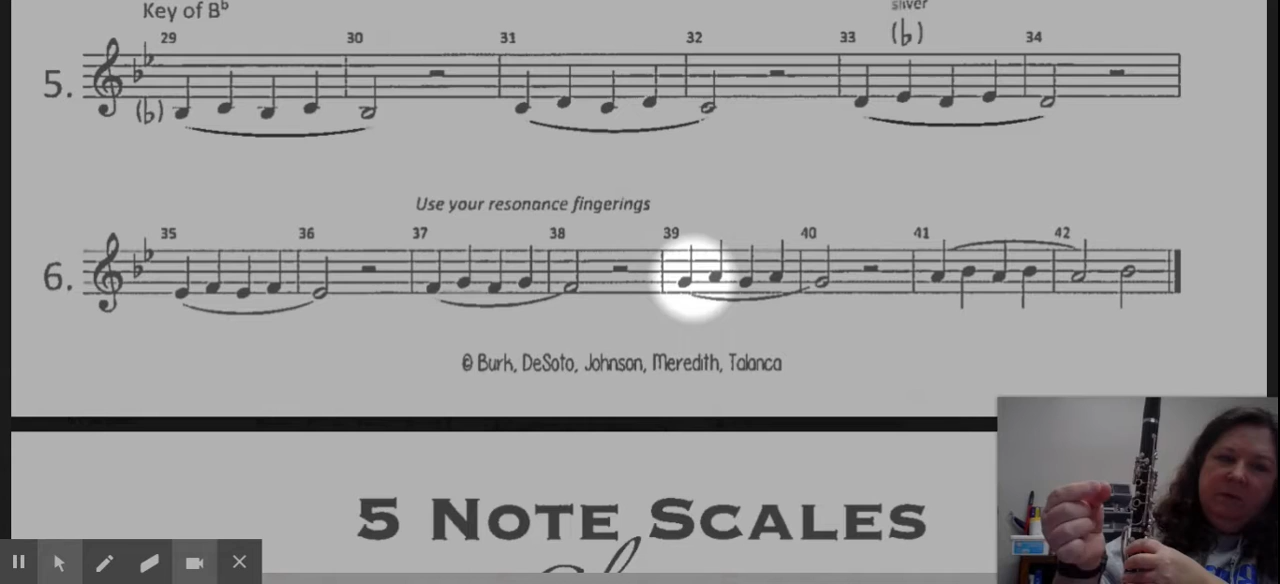 sliver
Key of B♭
(♭)
29 30 31 32 33 34
5.
(♭)
Use your resonance fingerings
35 36 37 38 39 40 41 42
6.
© Burk, DeSoto, Johnson, Meredith, Talanca
5 NOTE SCALES